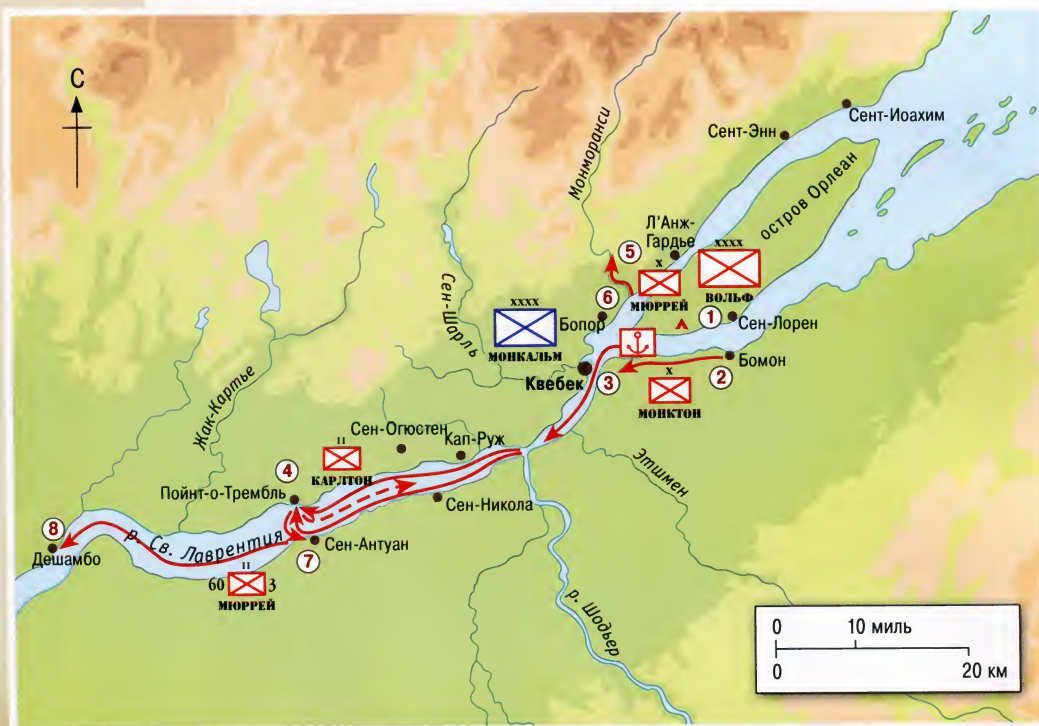 С
Сент-Иоахим
Сент-Энн
Монморанси
остров Орлеан
Л'Анж-
Гардье
5
X
МЮРРЕЙ
XXXX
ВОЛЬФ
6
1
Сен-Лорен
Бопор
XXXX
МОНКАЛЬМ
Сен-Шарль
Квебек
3
2
Бомон
X
МОНКТОН
Жак-Картье
Сен-Огюстен
Кап-Руж
II
КАРЛТОН
Этшмен
4
Пойнт-о-Трембль
Сен-Никола
8
Дешамбо
р. Св. Лаврентия
Сен-Антуан
7
II
60 3
МЮРРЕЙ
р. Шодьер
0 10 миль
0 20 км